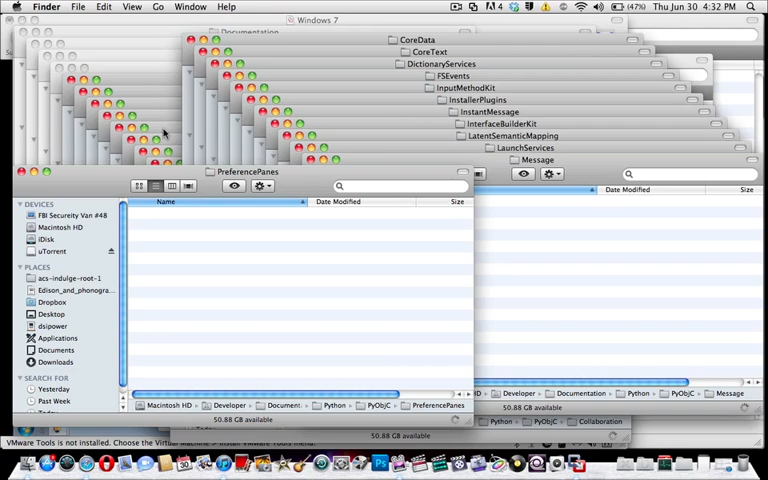 Finder File Edit View Go Window Help 4 (47%) Thu Jun 30 4:32 PM
Windows 7
Documentation
CoreData
CoreText
DictionaryServices
FSEvents
InputMethodKit
InstallerPlugins
InstantMessage
InterfaceBuilderKit
LatentSemanticMapping
LaunchServices
Message
Date Modified Size
PreferencePanes
Name Date Modified Size
DEVICES
FBI Secureity Van #48
Macintosh HD
iDisk
uTorrent
PLACES
acs-indulge-root-1
Edison_and_phonogra...
Dropbox
Desktop
dsipower
Applications
Documents
Downloads
SEARCH FOR
Yesterday
Past Week
Macintosh HD Developer Document: Python PyObjC PreferencePanes
50.88 GB available
HD Developer Documentation Python PyObjC Message
50.88 GB available
Python PyObjC Collaboration
50.88 GB available
VMware Tools is not installed. Choose the Virtual Machine > Install VMware Tools menu.